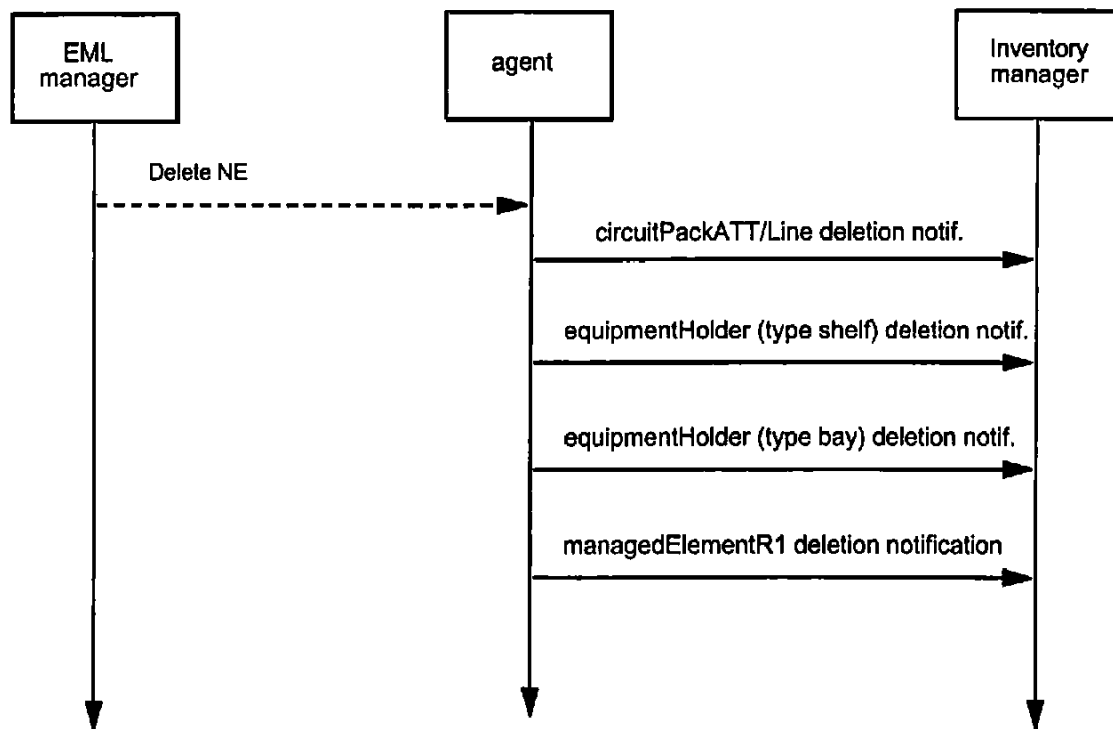 EML
manager
agent
Inventory
manager
Delete NE
circuitPackATT/Line deletion notif.
equipmentHolder (type shelf) deletion notif.
equipmentHolder (type bay) deletion notif.
managedElementR1 deletion notification